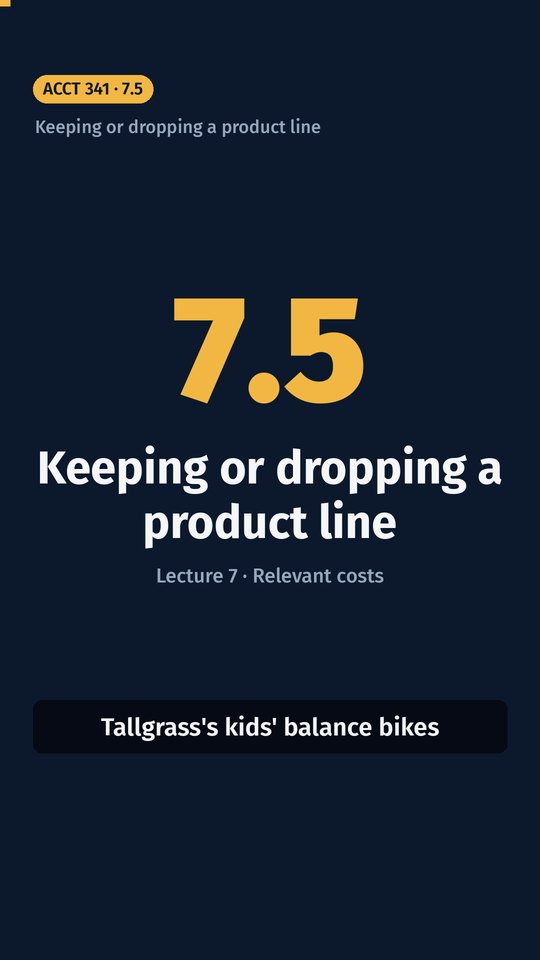 ACCT 341 · 7.5
Keeping or dropping a product line
7.5
Keeping or dropping a
product line
Lecture 7 · Relevant costs
Tallgrass's kids' balance bikes